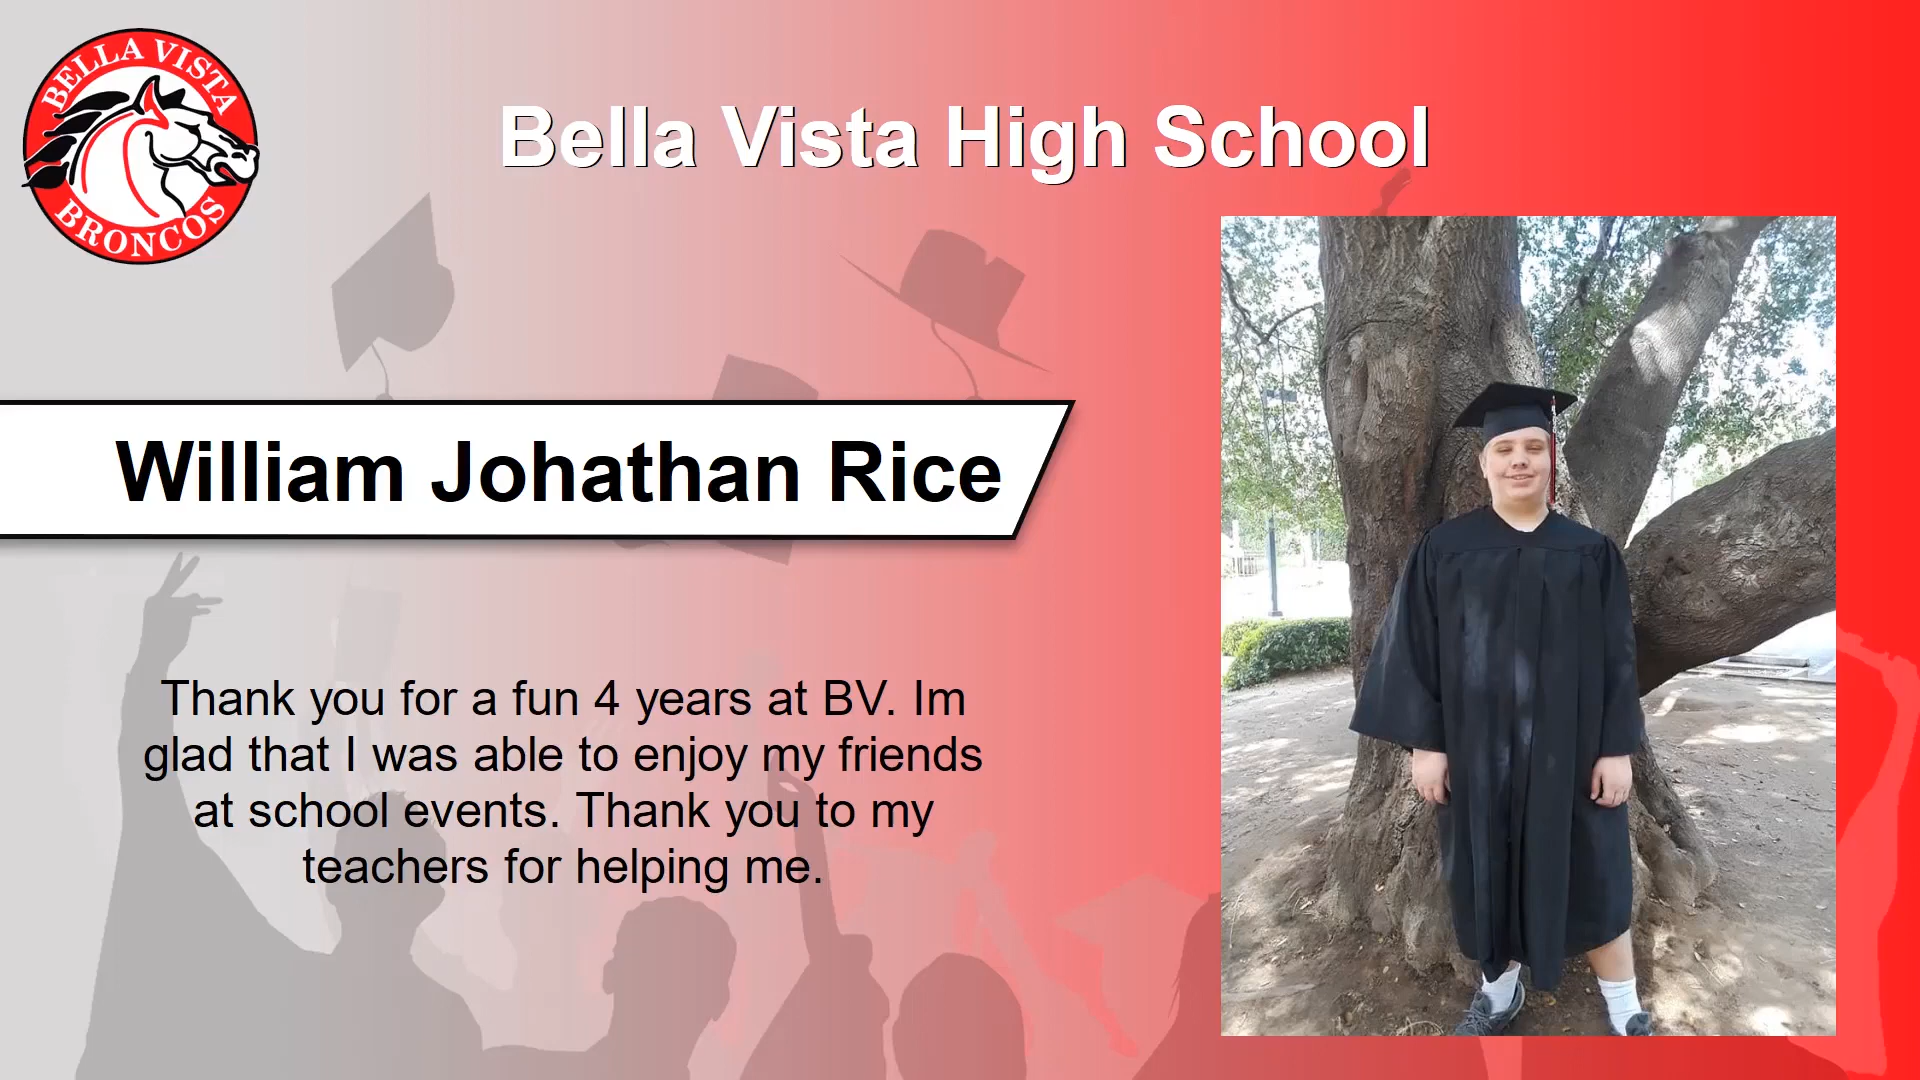 BELLA VISTA
BRONCOS
Bella Vista High School
William Johathan Rice
Thank you for a fun 4 years at BV. Im
glad that I was able to enjoy my friends
at school events. Thank you to my
teachers for helping me.